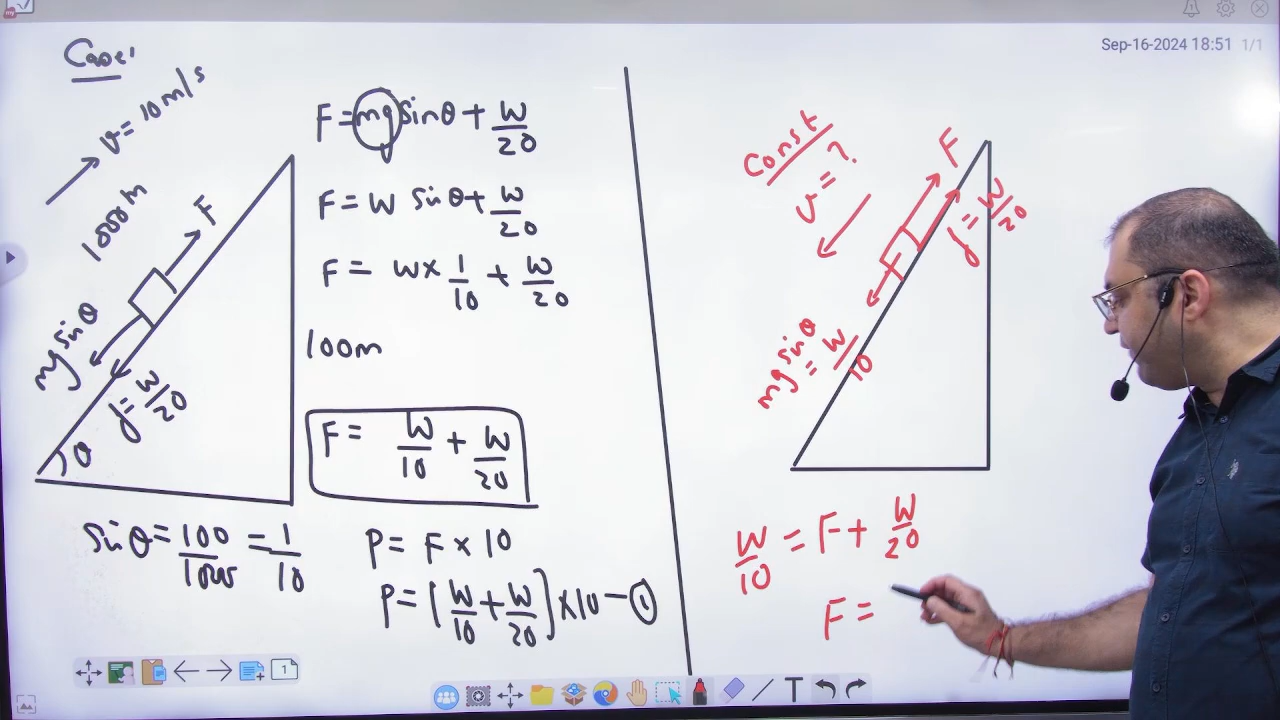 Sep-16-2024 18:51 1/1
Case:
v = 10 m/s
1000m
F
mg sinθ
f = W/20
θ
sinθ = 100/1000 = 1/10
F = mg sinθ + W/20
F = W sinθ + W/20
F = W × 1/10 + W/20
100m
F = W/10 + W/20
P = F × 10
P = [W/10 + W/20] × 10 — ①
Const
v = ?
F
f = W/20
mg sinθ
= W/10
W/10 = F + W/20
F =
1
T